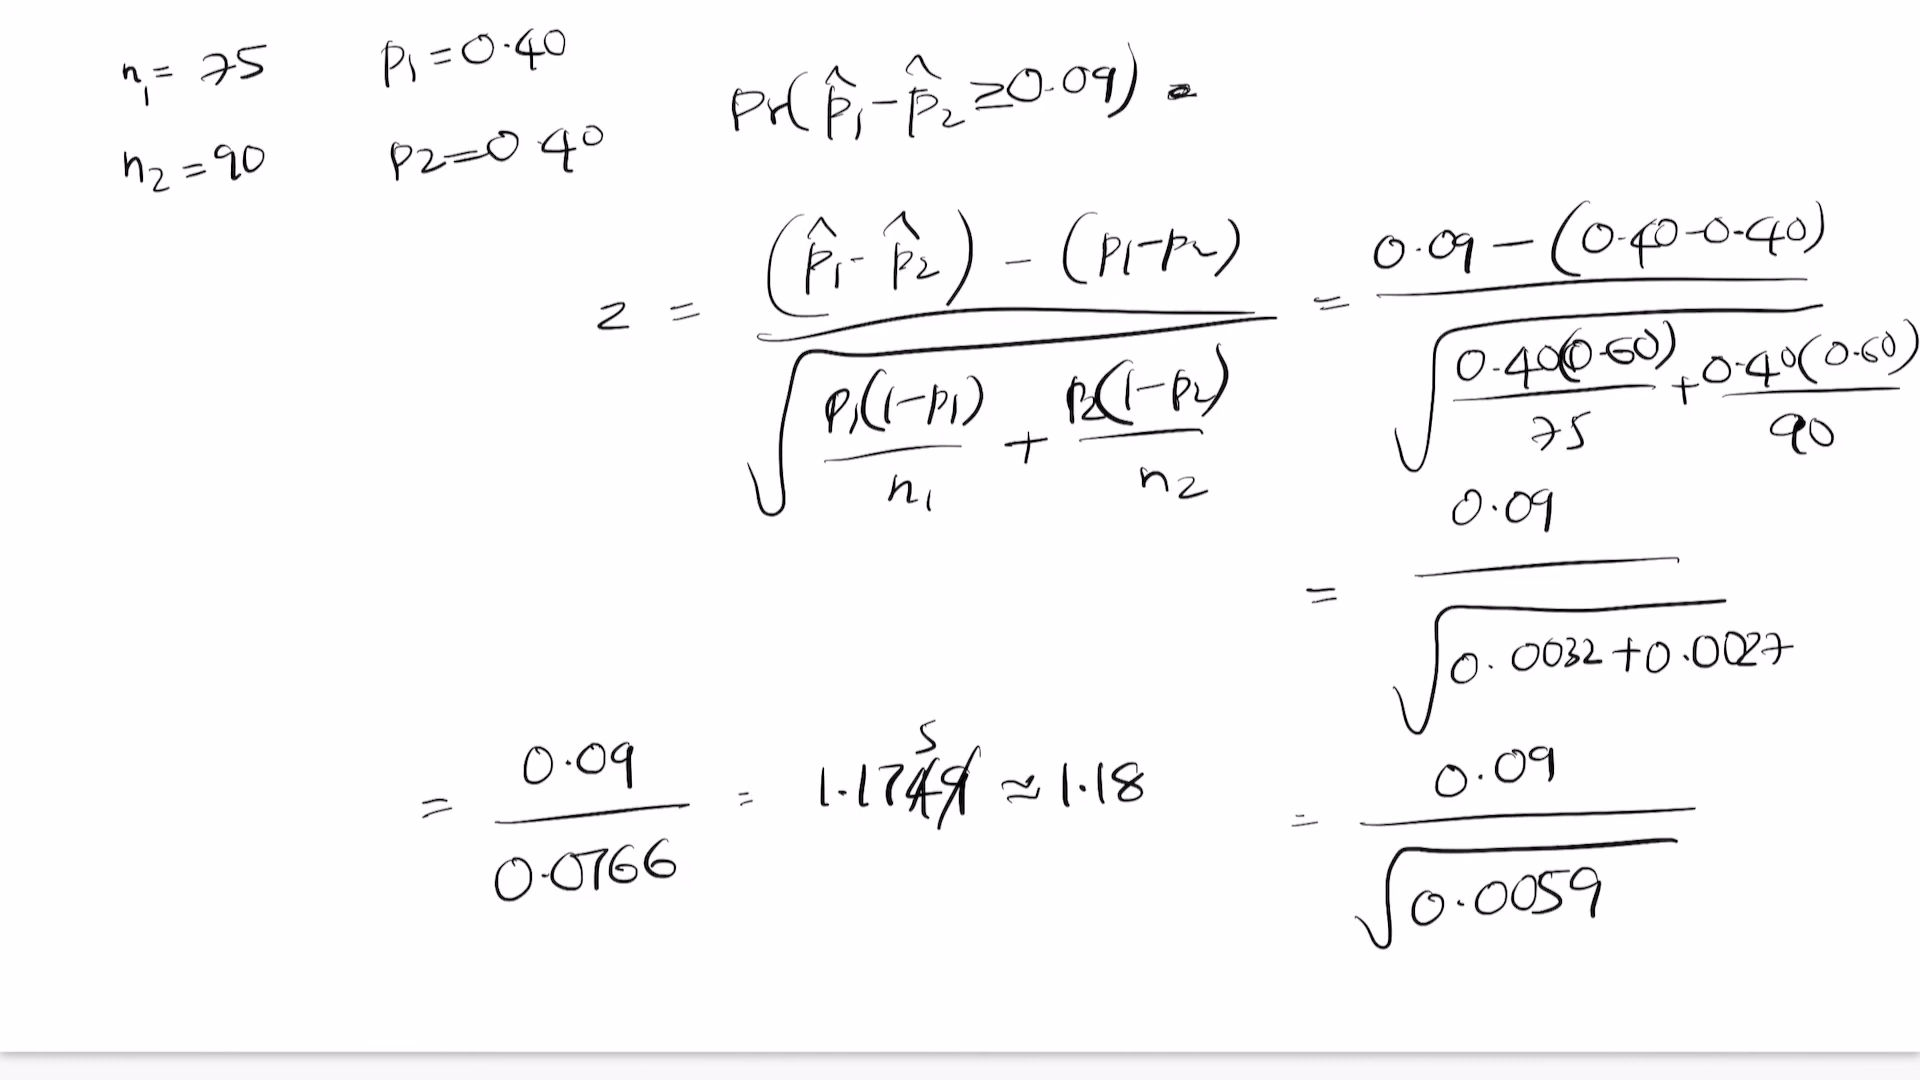 n₁ = 75 p₁ = 0.40
n₂ = 90 p2 = 0.40
Pr(p̂₁ - p̂₂ ≥ 0.09) =
z = (p̂₁ - p̂₂) - (p₁ - p₂) / √(p₁(1-p₁)/n₁ + p₂(1-p₂)/n₂) = 0.09 - (0.40 - 0.40) / √(0.40(0.60)/75 + 0.40(0.60)/90)
= 0.09 / √(0.0032 + 0.0027)
= 0.09 / √0.0059
= 0.09 / 0.0766 = 1.175 ≈ 1.18